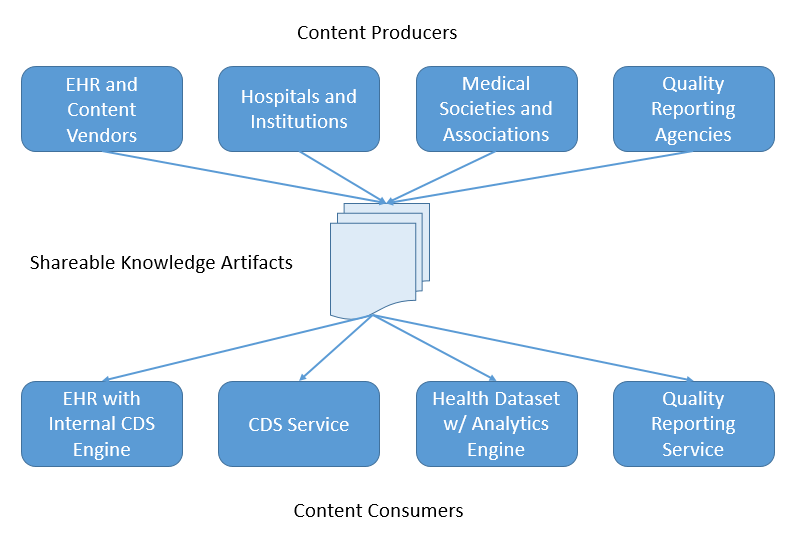 Content Producers
EHR and
Content
Vendors
Hospitals and
Institutions
Medical
Societies and
Associations
Quality
Reporting
Agencies
Shareable Knowledge Artifacts
EHR with
Internal CDS
Engine
CDS Service
Health Dataset
w/ Analytics
Engine
Quality
Reporting
Service
Content Consumers